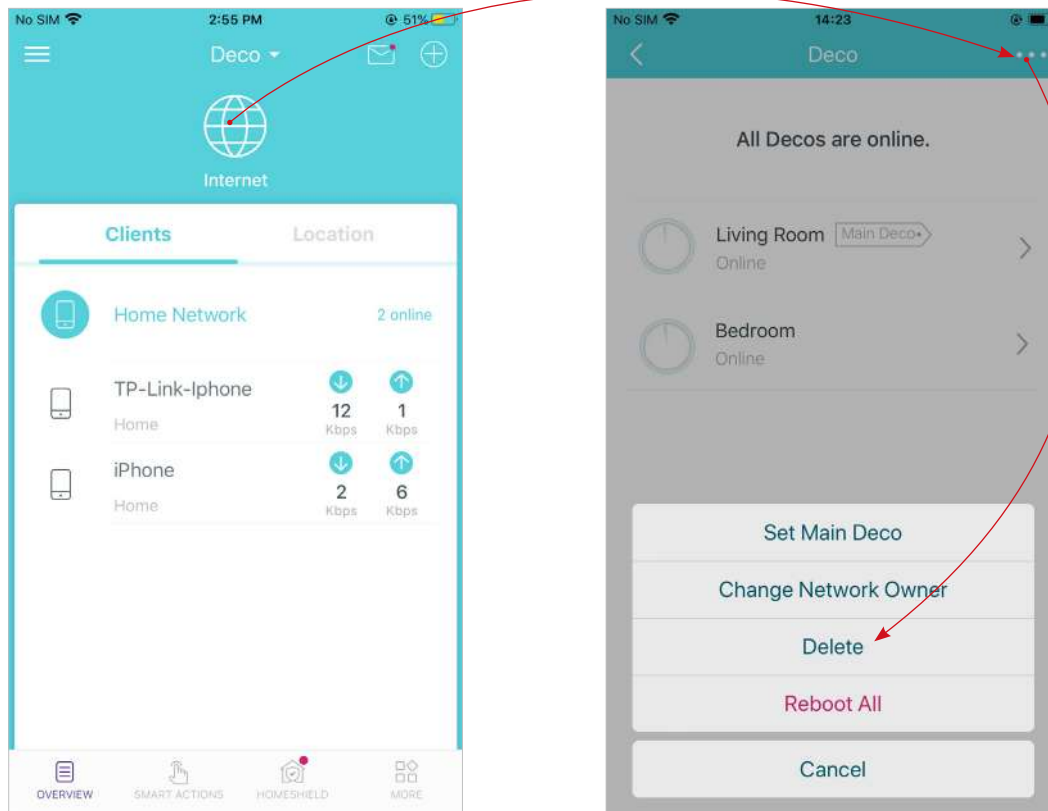 No SIM 2:55 PM 51%
Deco
Internet
Clients Location
Home Network 2 online
TP-Link-Iphone
12 1
Home Kbps Kbps
iPhone
2 6
Home Kbps Kbps
OVERVIEW SMART ACTIONS HOMESHIELD MORE
No SIM 14:23
Deco
All Decos are online.
Living Room Main Deco
Online
Bedroom
Online
Set Main Deco
Change Network Owner
Delete
Reboot All
Cancel